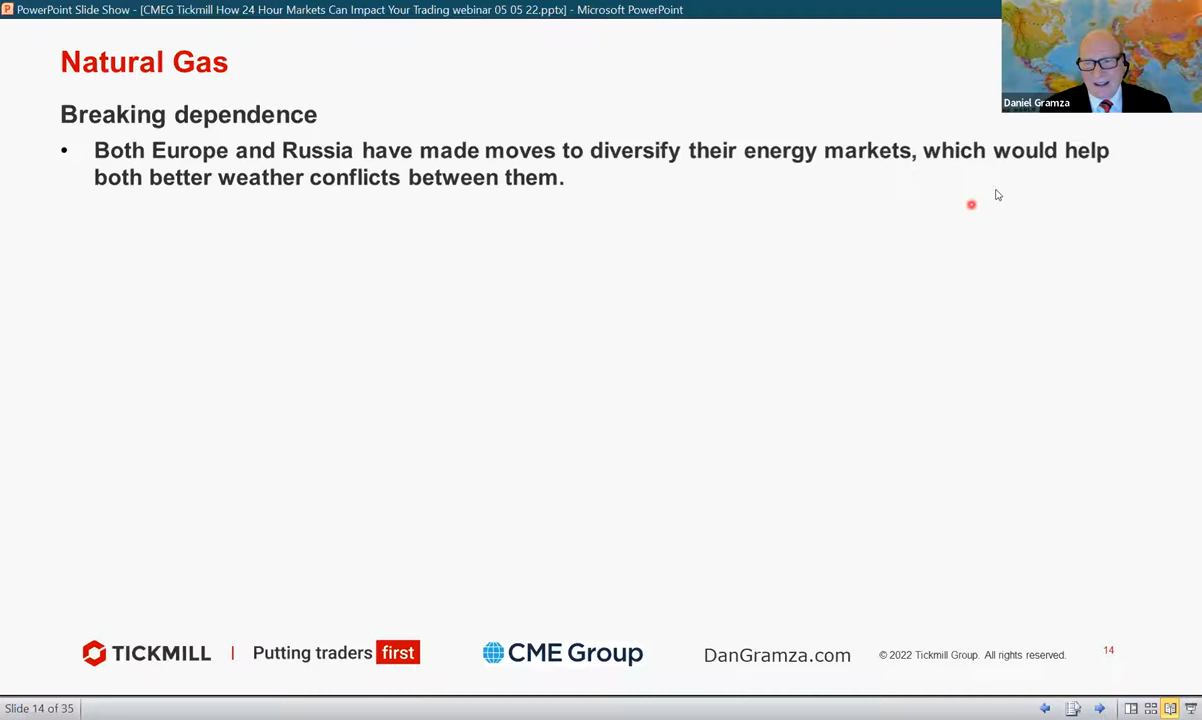 PowerPoint Slide Show - [CMEG Tickmill How 24 Hour Markets Can Impact Your Trading webinar 05 05 22.pptx] - Microsoft PowerPoint
Natural Gas
Daniel Gramza
Breaking dependence
• Both Europe and Russia have made moves to diversify their energy markets, which would help
both better weather conflicts between them.
TICKMILL | Putting traders first CME Group DanGramza.com © 2022 Tickmill Group. All rights reserved. 14
Slide 14 of 35